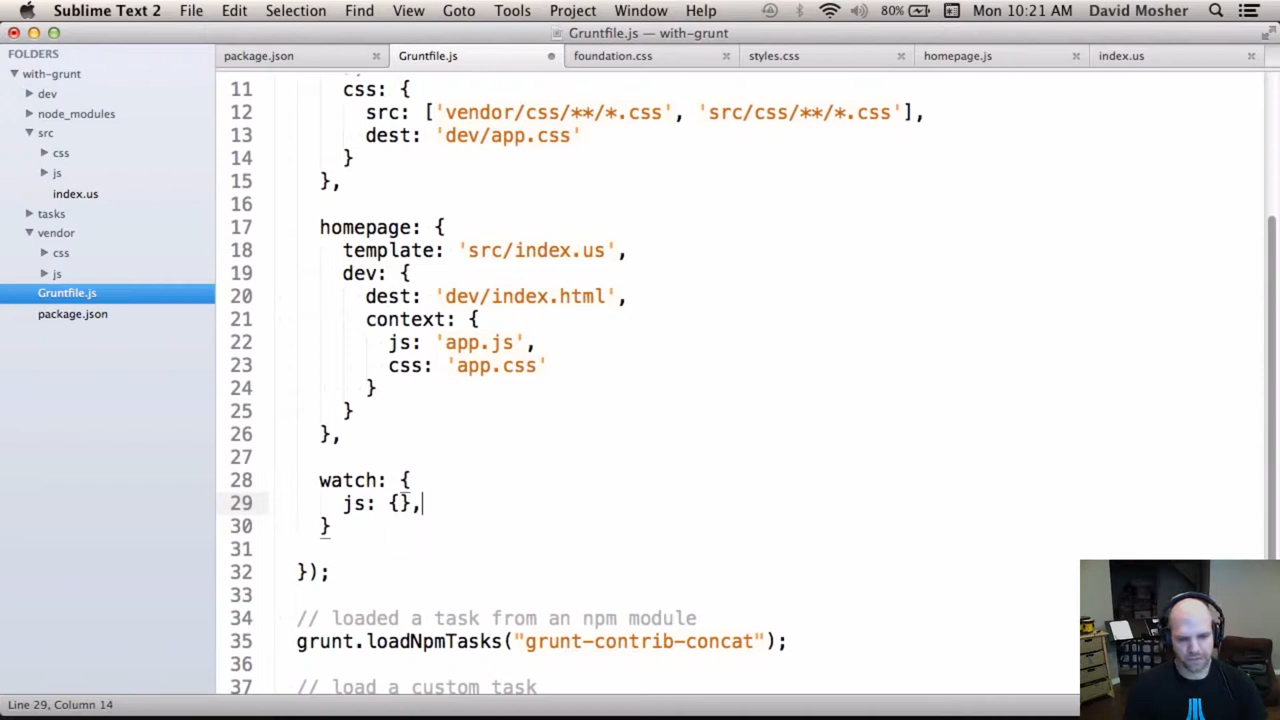 Sublime Text 2 File Edit Selection Find View Goto Tools Project Window Help 80% Mon 10:21 AM David Mosher
Gruntfile.js — with-grunt
FOLDERS
with-grunt
dev
node_modules
src
css
js
index.us
tasks
vendor
css
js
Gruntfile.js
package.json
package.json Gruntfile.js foundation.css styles.css homepage.js index.us
11 css: {
12 src: ['vendor/css/**/*.css', 'src/css/**/*.css'],
13 dest: 'dev/app.css'
14 }
15 },
16
17 homepage: {
18 template: 'src/index.us',
19 dev: {
20 dest: 'dev/index.html',
21 context: {
22 js: 'app.js',
23 css: 'app.css'
24 }
25 }
26 },
27
28 watch: {
29 js: {},
30 }
31
32 });
33
34 // loaded a task from an npm module
35 grunt.loadNpmTasks("grunt-contrib-concat");
36
37 // load a custom task
Line 29, Column 14